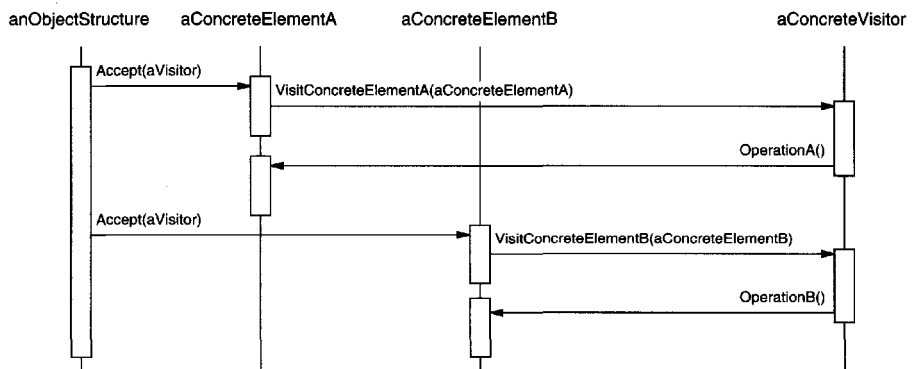 anObjectStructure
aConcreteElementA
aConcreteElementB
aConcreteVisitor
Accept(aVisitor)
VisitConcreteElementA(aConcreteElementA)
OperationA()
Accept(aVisitor)
VisitConcreteElementB(aConcreteElementB)
OperationB()